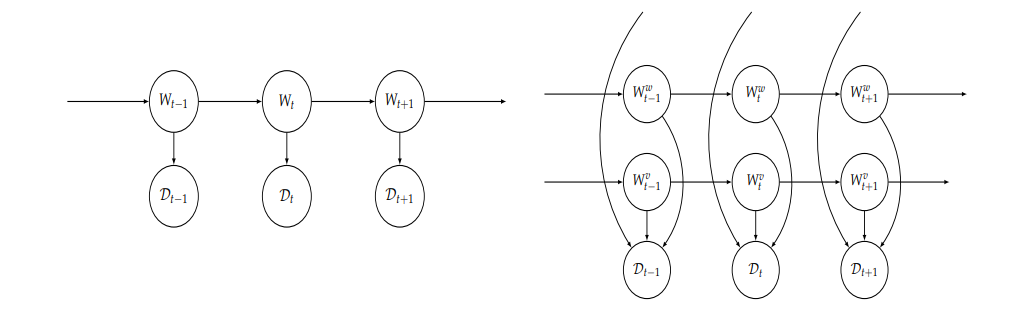 W_{t−1} W_t W_{t+1}
𝒟_{t−1} 𝒟_t 𝒟_{t+1}
W^w_{t−1} W^w_t W^w_{t+1}
W^v_{t−1} W^v_t W^v_{t+1}
𝒟_{t−1} 𝒟_t 𝒟_{t+1}